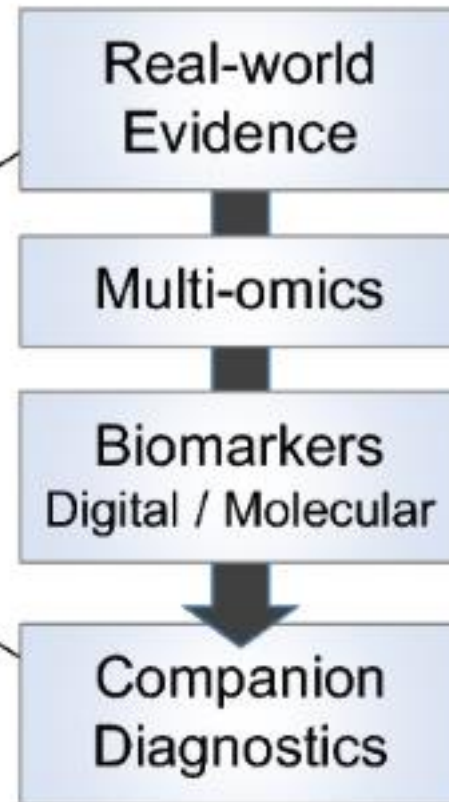 Real-world
Evidence
Multi-omics
Biomarkers
Digital / Molecular
Companion
Diagnostics